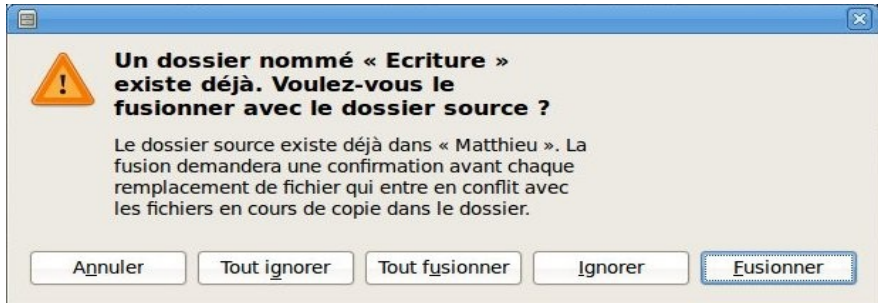 Un dossier nommé « Ecriture »
existe déjà. Voulez-vous le
fusionner avec le dossier source ?
Le dossier source existe déjà dans « Matthieu ». La
fusion demandera une confirmation avant chaque
remplacement de fichier qui entre en conflit avec
les fichiers en cours de copie dans le dossier.
Annuler Tout ignorer Tout fusionner Ignorer Fusionner